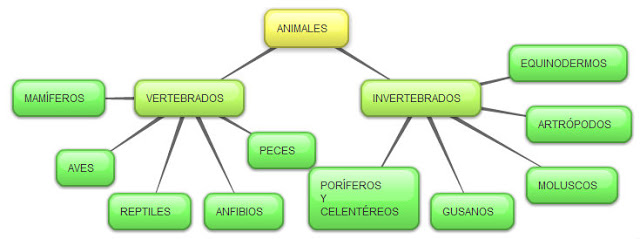 ANIMALES
EQUINODERMOS
MAMÍFEROS
VERTEBRADOS
INVERTEBRADOS
ARTRÓPODOS
PECES
AVES
MOLUSCOS
PORÍFEROS
Y
CELENTÉREOS
REPTILES
ANFIBIOS
GUSANOS